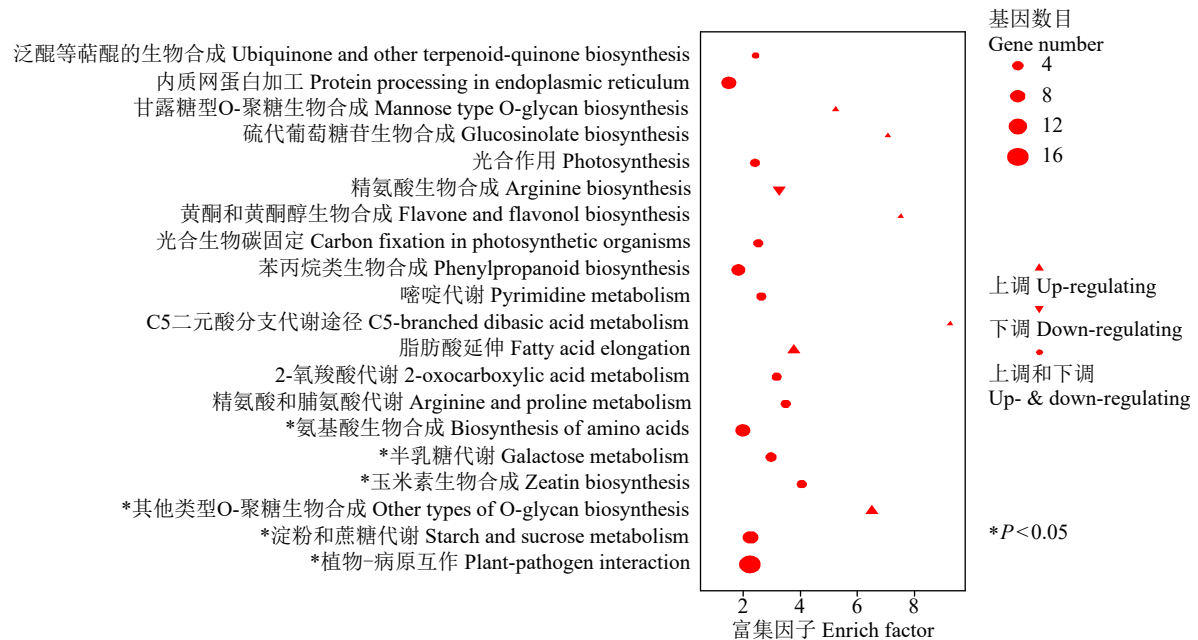 泛醌等萜醌的生物合成 Ubiquinone and other terpenoid-quinone biosynthesis
内质网蛋白加工 Protein processing in endoplasmic reticulum
甘露糖型O-聚糖生物合成 Mannose type O-glycan biosynthesis
硫代葡萄糖苷生物合成 Glucosinolate biosynthesis
光合作用 Photosynthesis
精氨酸生物合成 Arginine biosynthesis
黄酮和黄酮醇生物合成 Flavone and flavonol biosynthesis
光合生物碳固定 Carbon fixation in photosynthetic organisms
苯丙烷类生物合成 Phenylpropanoid biosynthesis
嘧啶代谢 Pyrimidine metabolism
C5二元酸分支代谢途径 C5-branched dibasic acid metabolism
脂肪酸延伸 Fatty acid elongation
2-氧羧酸代谢 2-oxocarboxylic acid metabolism
精氨酸和脯氨酸代谢 Arginine and proline metabolism
*氨基酸生物合成 Biosynthesis of amino acids
*半乳糖代谢 Galactose metabolism
*玉米素生物合成 Zeatin biosynthesis
*其他类型O-聚糖生物合成 Other types of O-glycan biosynthesis
*淀粉和蔗糖代谢 Starch and sucrose metabolism
*植物-病原互作 Plant-pathogen interaction
2 4 6 8
富集因子 Enrich factor
基因数目
Gene number
4
8
12
16
上调 Up-regulating
下调 Down-regulating
上调和下调
Up- & down-regulating
*P<0.05